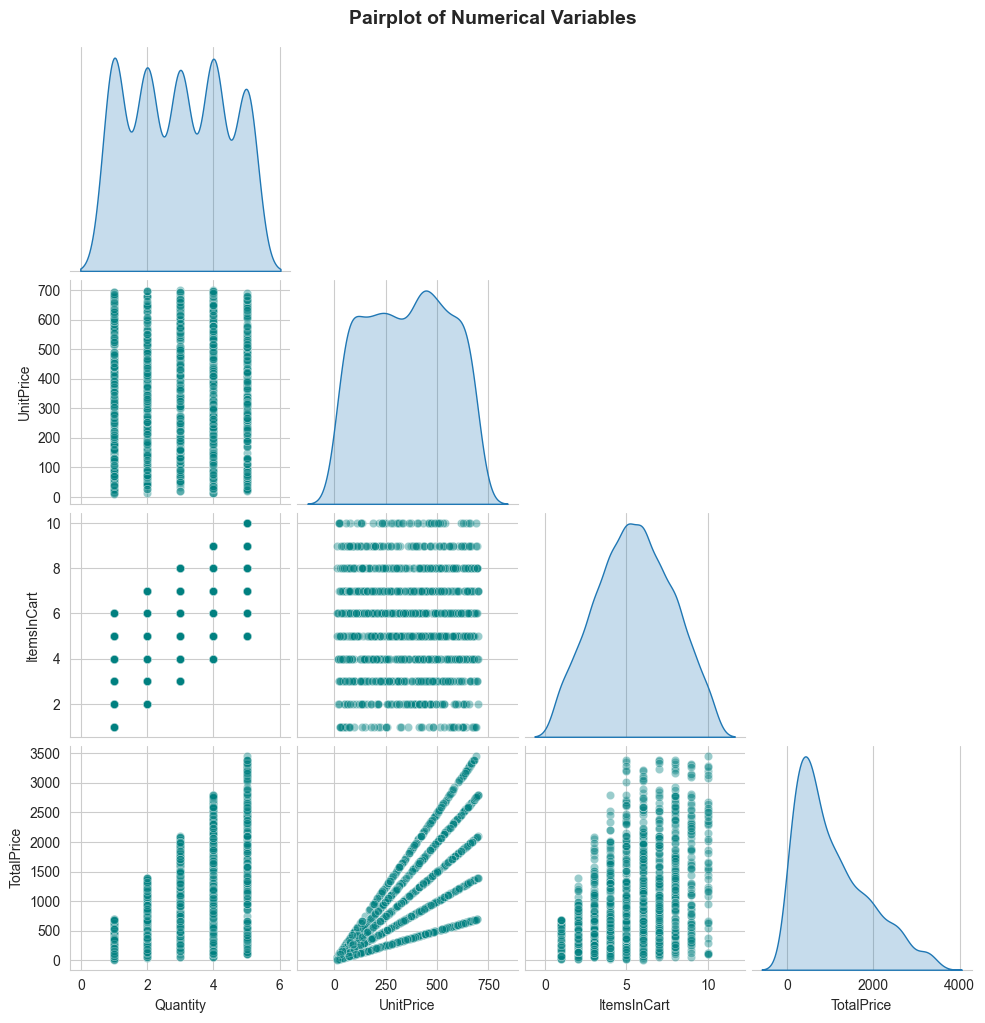 Pairplot of Numerical Variables
700
600
500
400
300
200
100
0
UnitPrice
10
8
6
4
2
ItemsInCart
3500
3000
2500
2000
1500
1000
500
0
TotalPrice
0 2 4 6
0 250 500 750
0 5 10
0 2000 4000
Quantity UnitPrice ItemsInCart TotalPrice